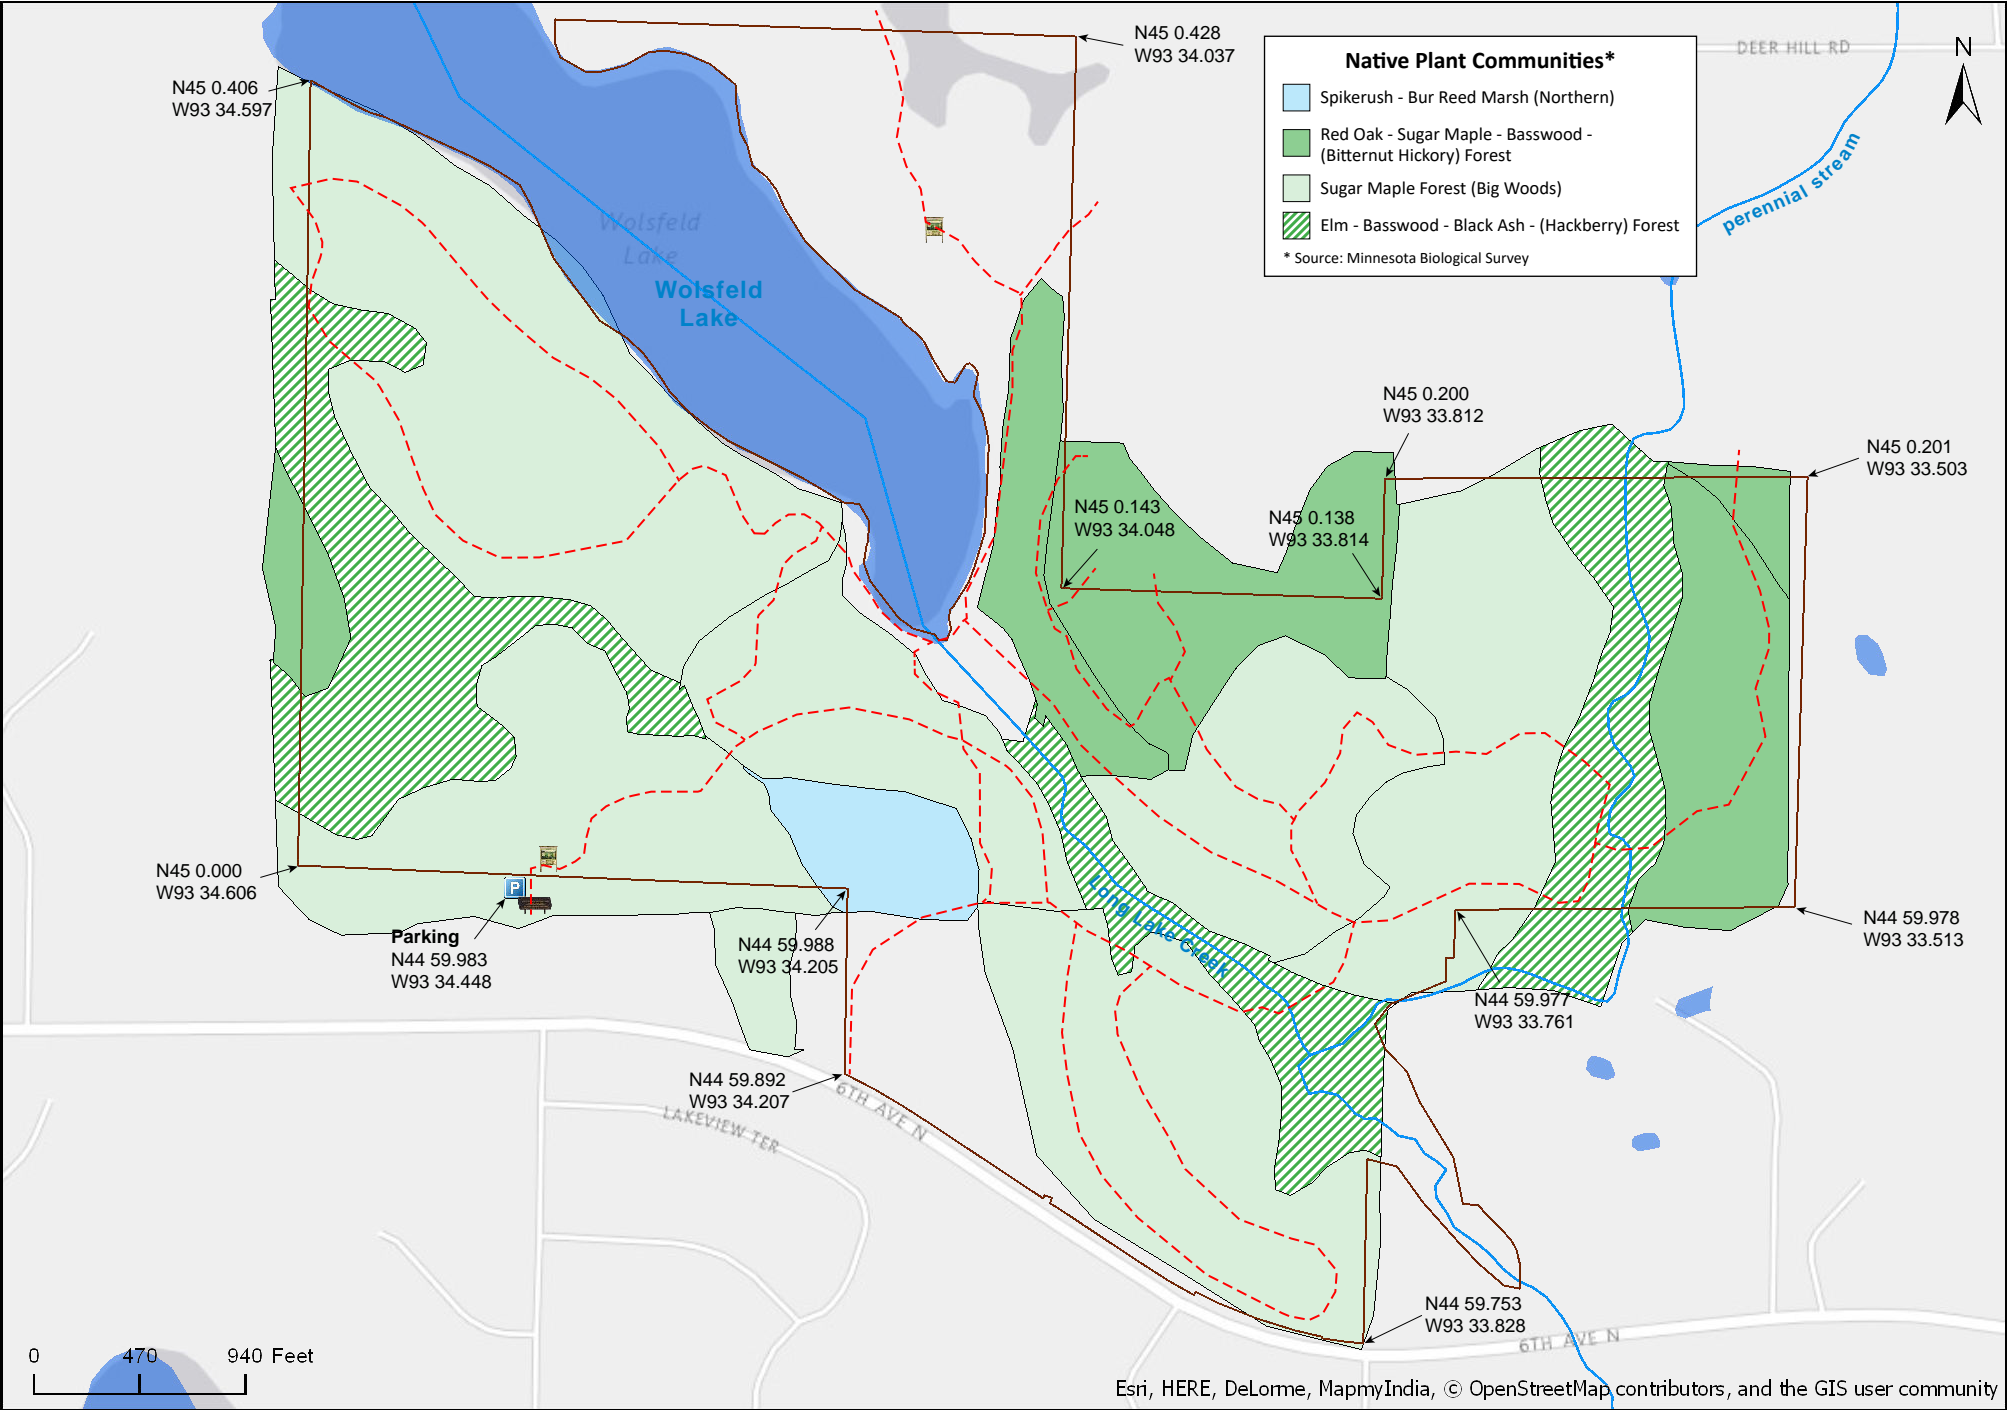 N45 0.428
W93 34.037
DEER HILL RD
N
Native Plant Communities*
Spikerush - Bur Reed Marsh (Northern)
Red Oak - Sugar Maple - Basswood -
(Bitternut Hickory) Forest
Sugar Maple Forest (Big Woods)
Elm - Basswood - Black Ash - (Hackberry) Forest
* Source: Minnesota Biological Survey
N45 0.406
W93 34.597
perennial stream
Wolsfeld
Lake
Wolsfeld
Lake
N45 0.200
W93 33.812
N45 0.201
W93 33.503
N45 0.143
W93 34.048
N45 0.138
W93 33.814
N45 0.000
W93 34.606
P
Parking
N44 59.983
W93 34.448
N44 59.988
W93 34.205
Long Lake Creek
N44 59.978
W93 33.513
N44 59.977
W93 33.761
N44 59.892
W93 34.207
6TH AVE N
LAKEVIEW TER
N44 59.753
W93 33.828
6TH AVE N
0 470 940 Feet
Esri, HERE, DeLorme, MapmyIndia, © OpenStreetMap contributors, and the GIS user community